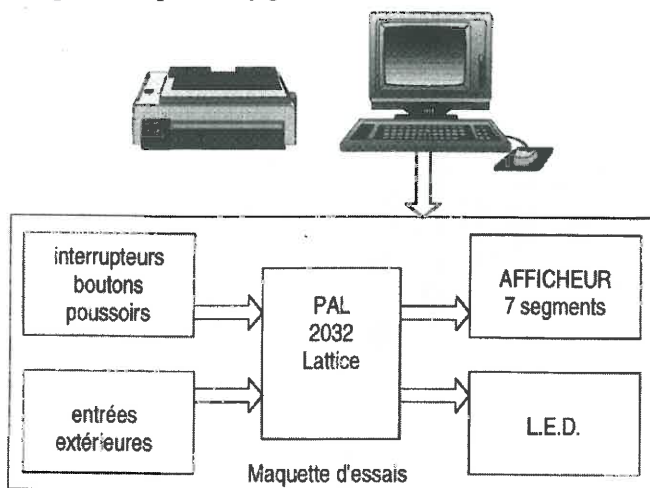 interrupteurs
boutons
poussoirs
PAL
2032
Lattice
AFFICHEUR
7 segments
entrées
extérieures
L.E.D.
Maquette d'essais